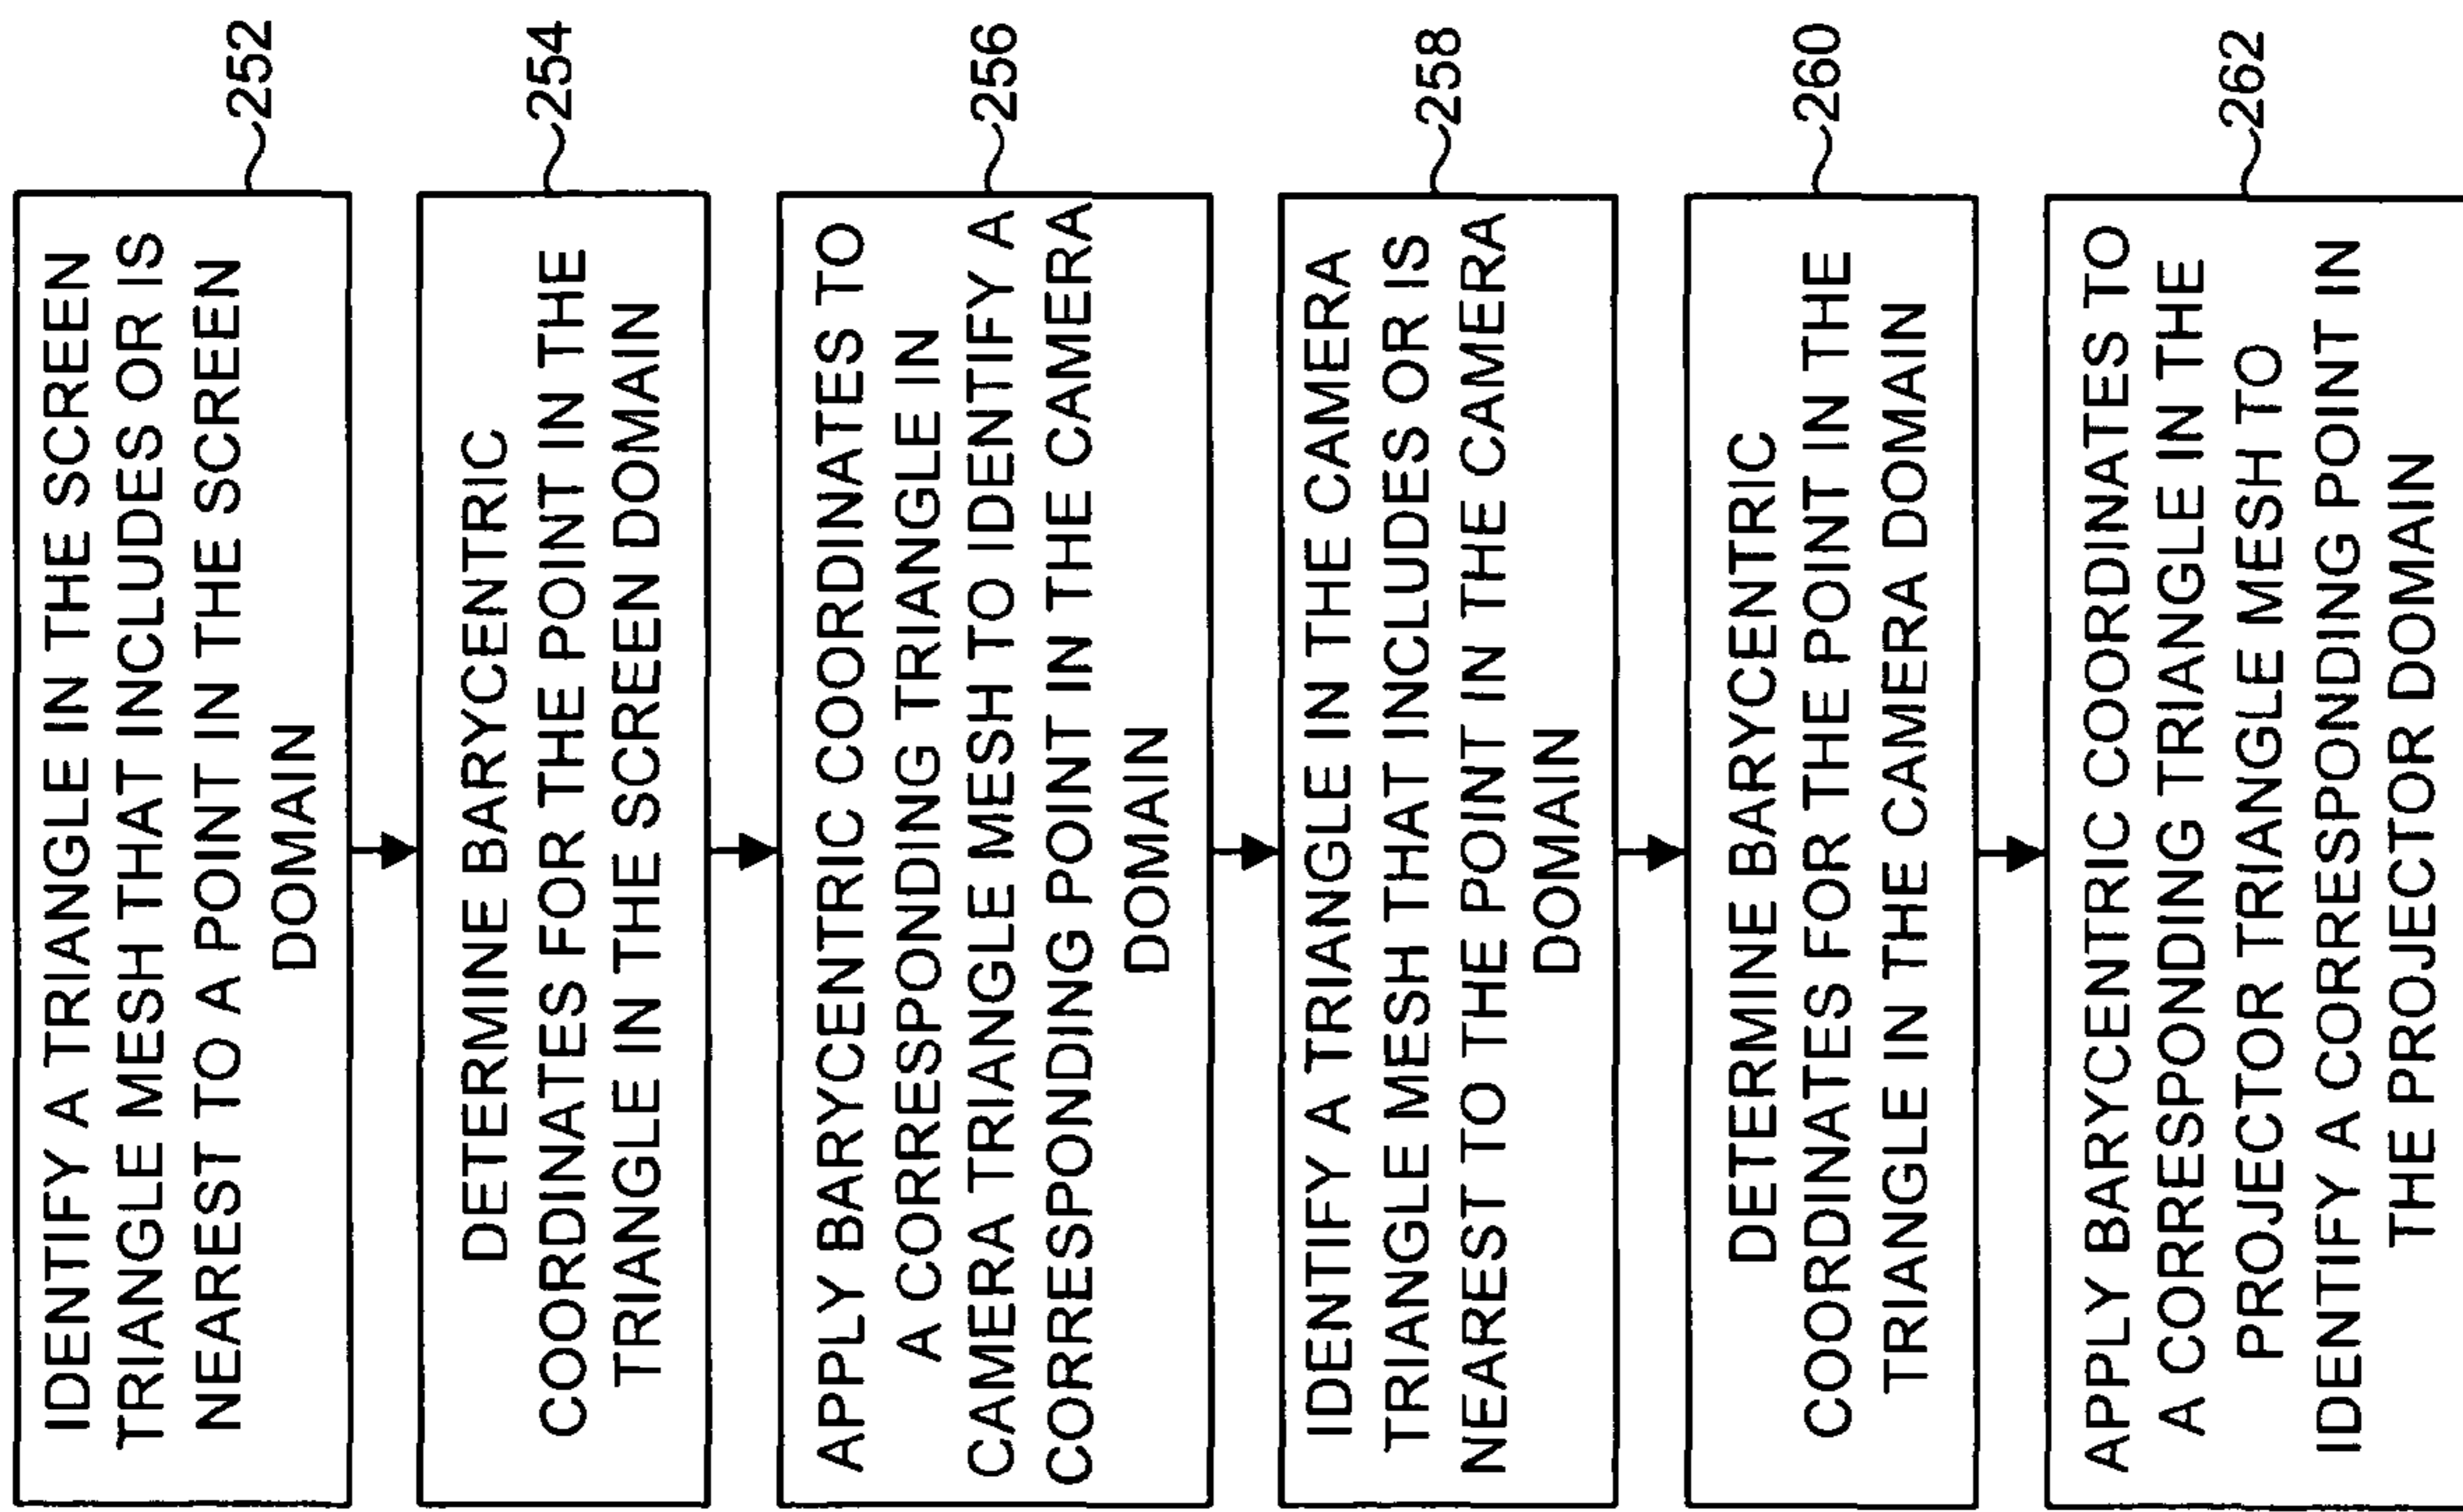 IDENTIFY A TRIANGLE IN THE SCREEN
TRIANGLE MESH THAT INCLUDES OR IS
NEAREST TO A POINT IN THE SCREEN
DOMAIN
252
DETERMINE BARYCENTRIC
COORDINATES FOR THE POINT IN THE
TRIANGLE IN THE SCREEN DOMAIN
254
APPLY BARYCENTRIC COORDINATES TO
A CORRESPONDING TRIANGLE IN
CAMERA TRIANGLE MESH TO IDENTIFY A
CORRESPONDING POINT IN THE CAMERA
DOMAIN
256
IDENTIFY A TRIANGLE IN THE CAMERA
TRIANGLE MESH THAT INCLUDES OR IS
NEAREST TO THE POINT IN THE CAMERA
DOMAIN
258
DETERMINE BARYCENTRIC
COORDINATES FOR THE POINT IN THE
TRIANGLE IN THE CAMERA DOMAIN
260
APPLY BARYCENTRIC COORDINATES TO
A CORRESPONDING TRIANGLE IN THE
PROJECTOR TRIANGLE MESH TO
IDENTIFY A CORRESPONDING POINT IN
THE PROJECTOR DOMAIN
262